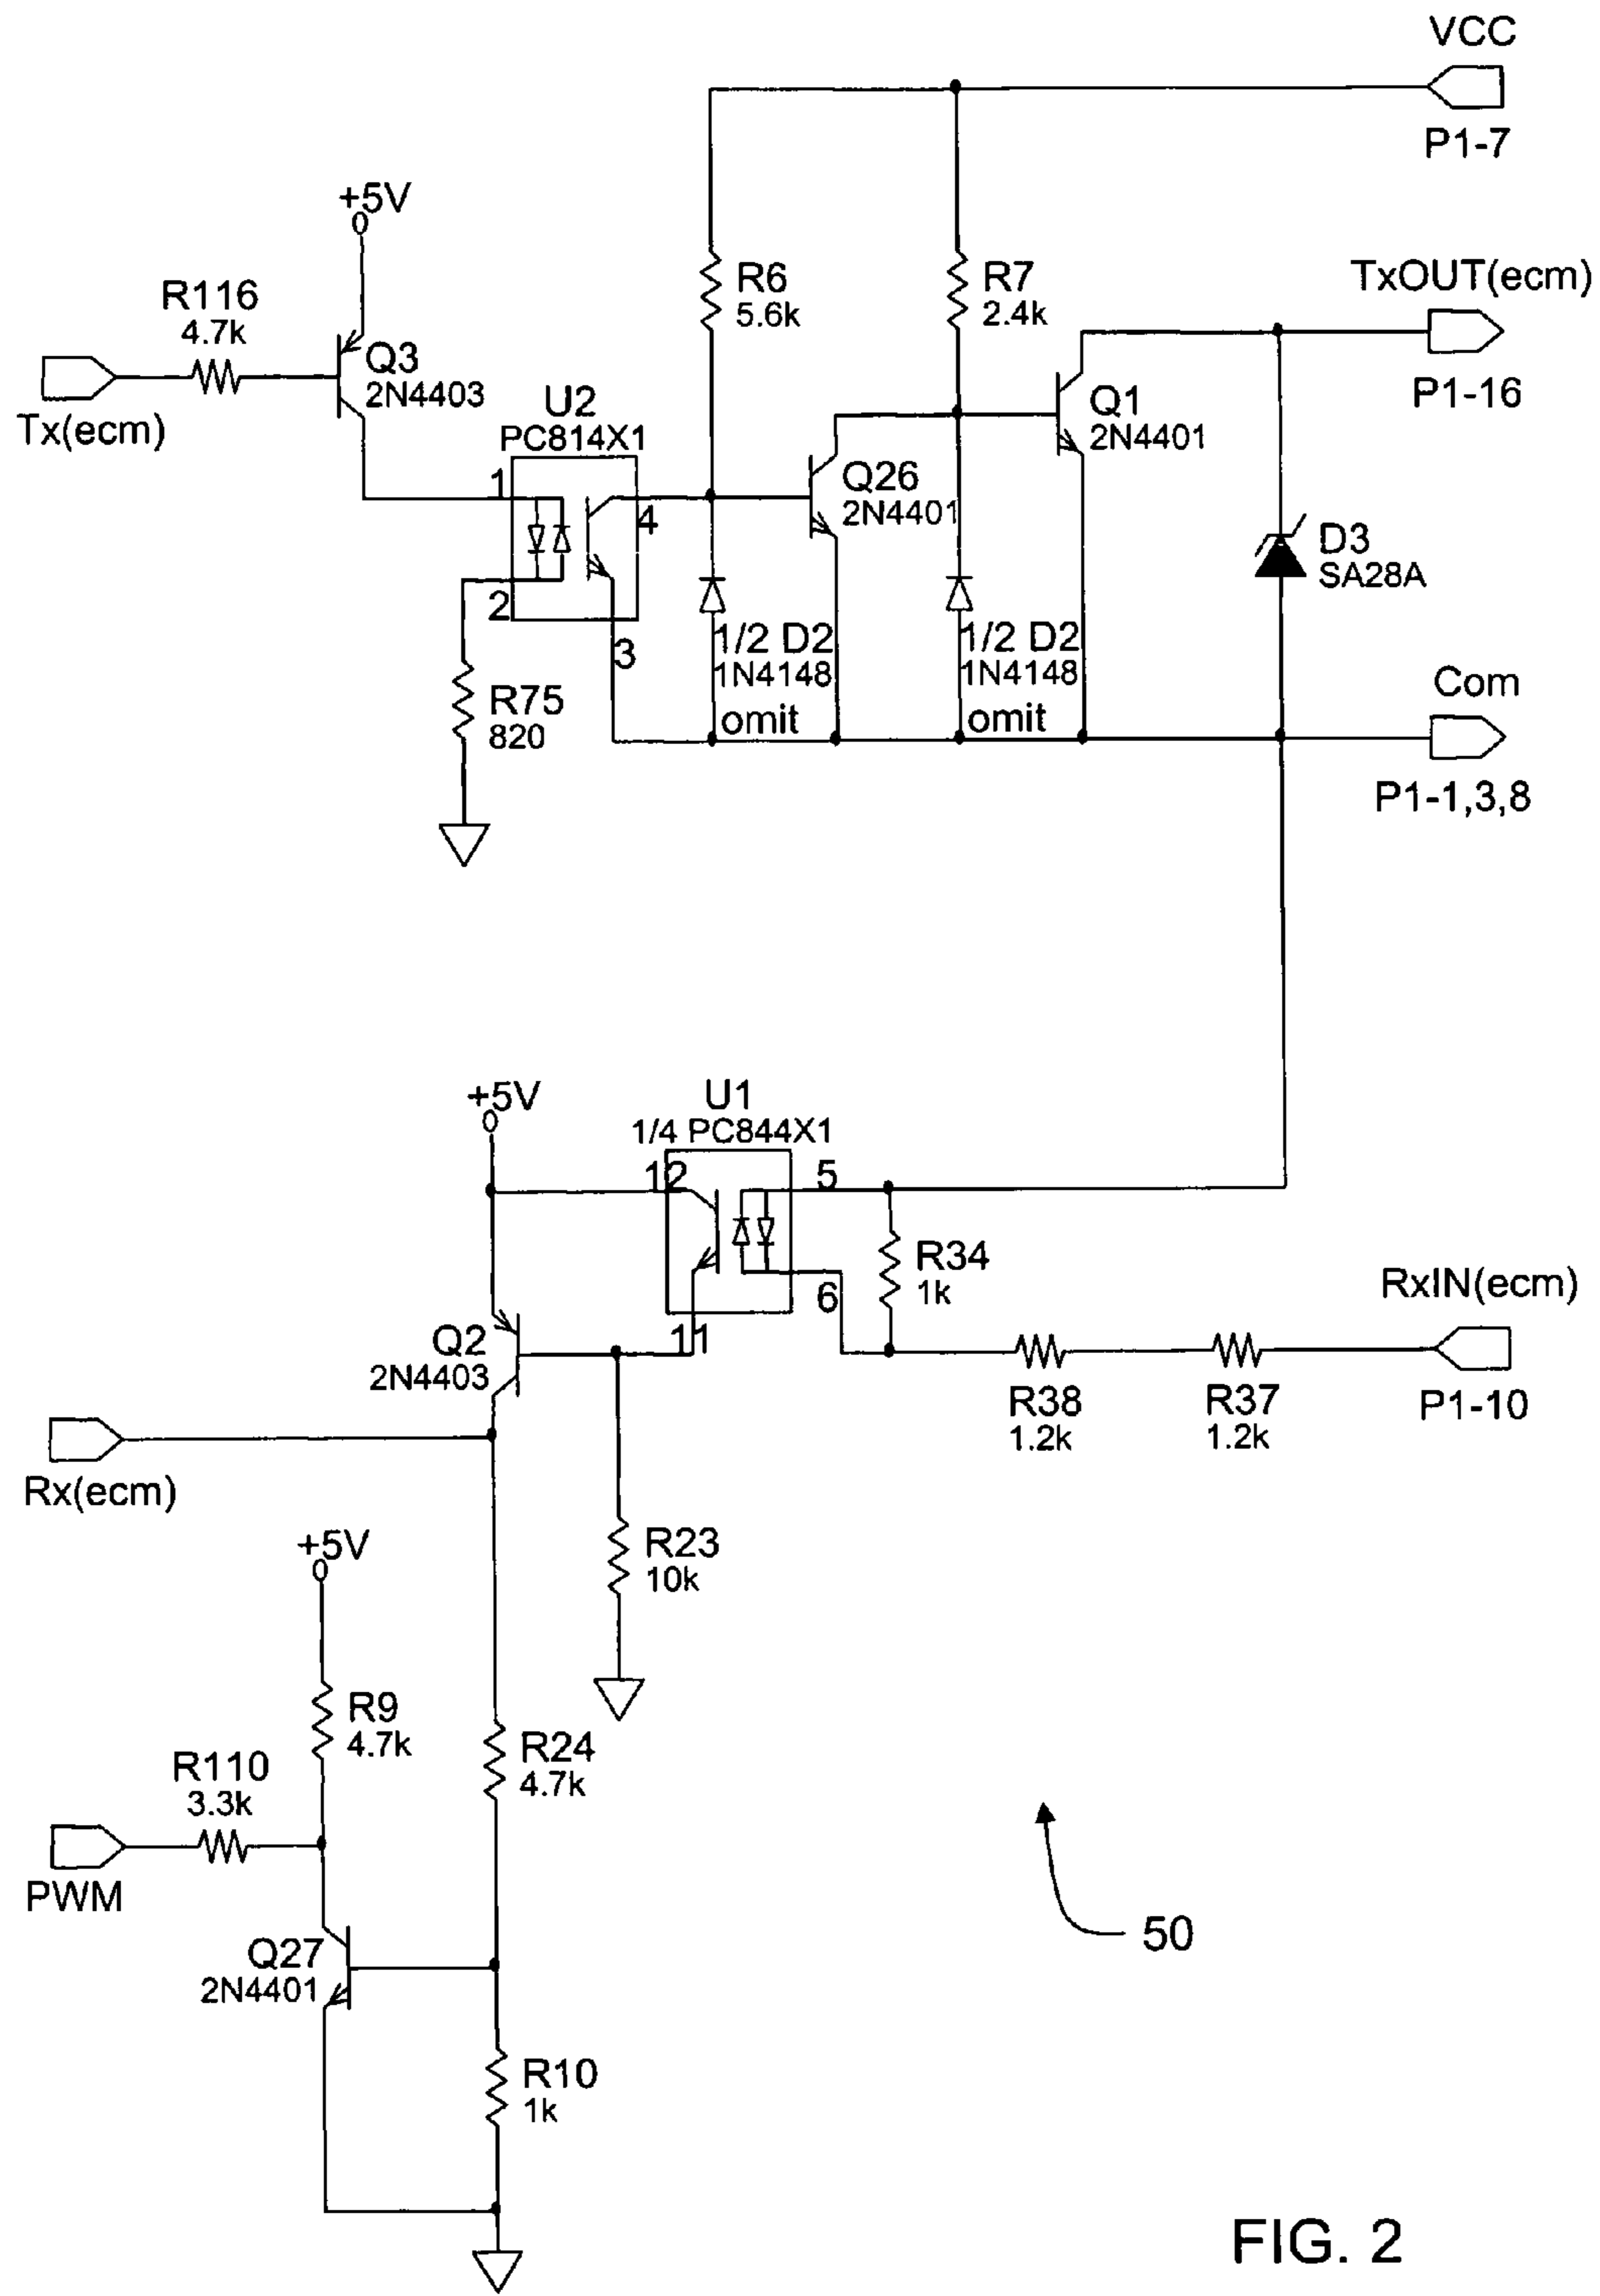 VCC
P1-7
+5V
R116
4.7k
Tx(ecm)
Q3
2N4403
U2
PC814X1
1
2
4
3
R75
820
R6
5.6k
R7
2.4k
TxOUT(ecm)
P1-16
Q1
2N4401
Q26
2N4401
1/2 D2
1N4148
omit
1/2 D2
1N4148
omit
D3
SA28A
Com
P1-1,3,8
+5V
U1
1/4 PC844X1
12
5
6
11
R34
1k
RxIN(ecm)
P1-10
R38
1.2k
R37
1.2k
Q2
2N4403
Rx(ecm)
R23
10k
+5V
R9
4.7k
R24
4.7k
R110
3.3k
PWM
Q27
2N4401
R10
1k
50
FIG. 2